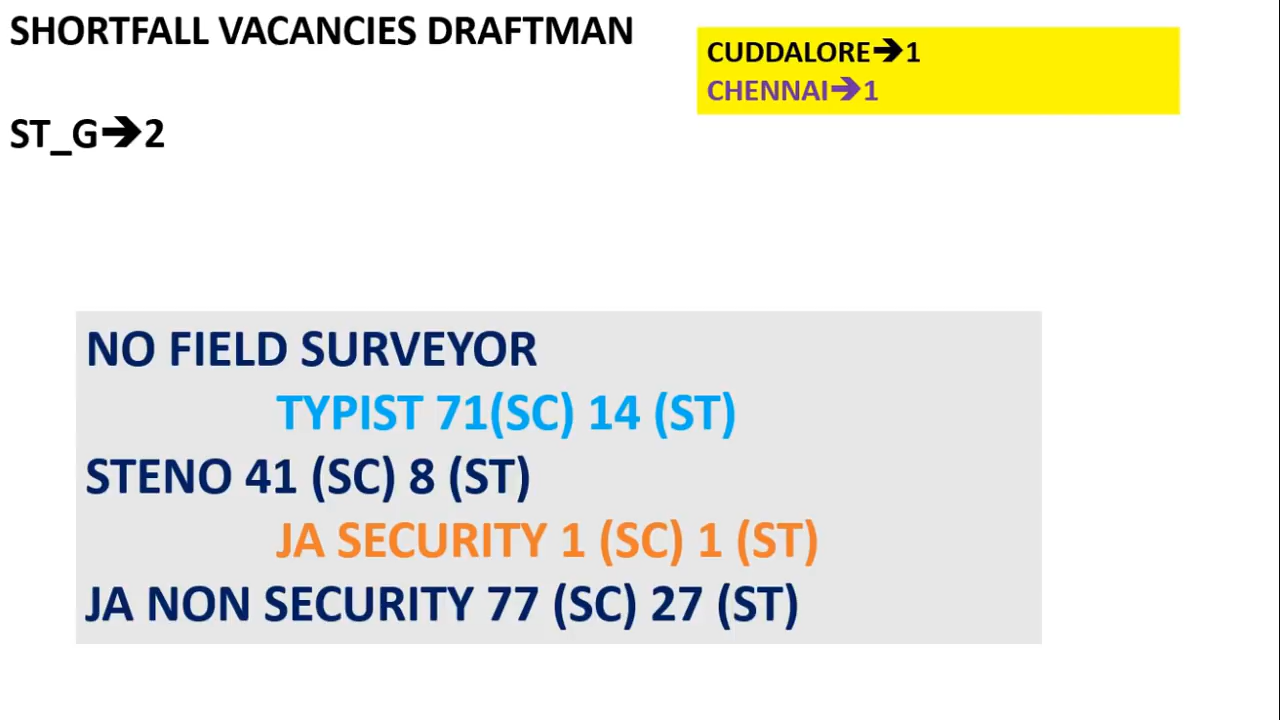 SHORTFALL VACANCIES DRAFTMAN
CUDDALORE➔1
CHENNAI➔1
ST_G➔2
NO FIELD SURVEYOR
TYPIST 71(SC) 14 (ST)
STENO 41 (SC) 8 (ST)
JA SECURITY 1 (SC) 1 (ST)
JA NON SECURITY 77 (SC) 27 (ST)